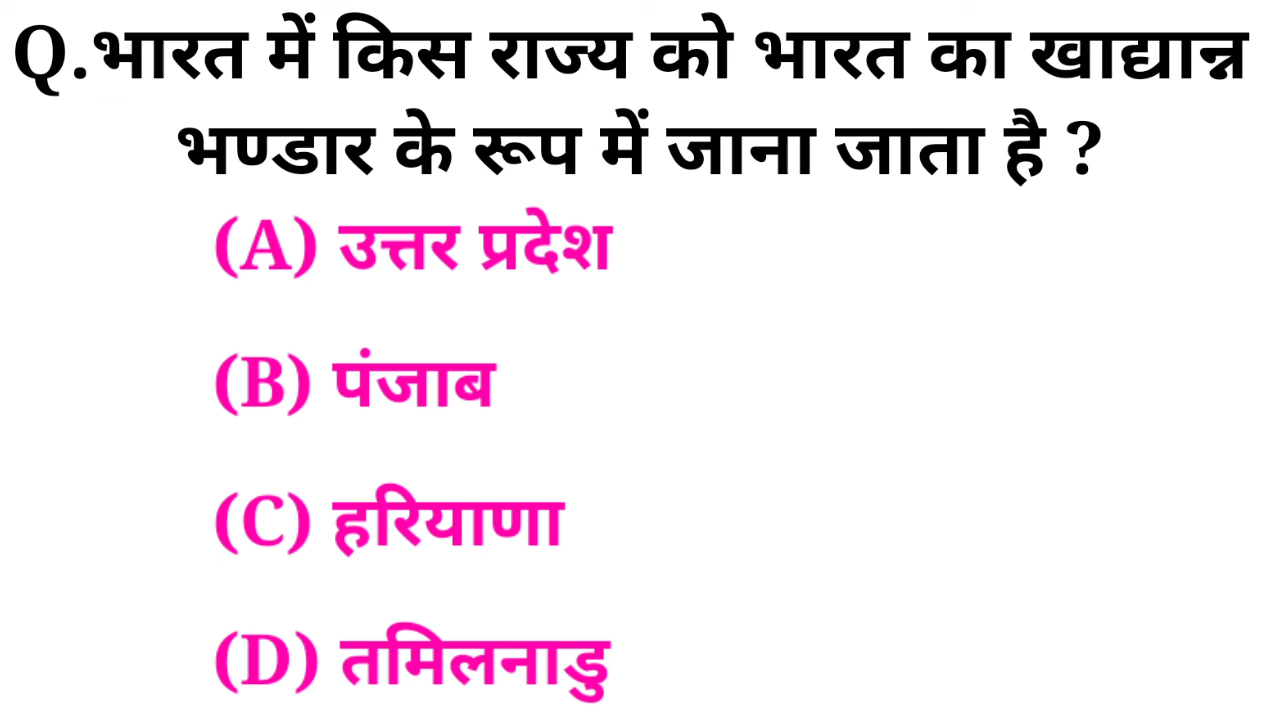 Q.भारत में किस राज्य को भारत का खाद्यान्न
भण्डार के रूप में जाना जाता है ?
(A) उत्तर प्रदेश
(B) पंजाब
(C) हरियाणा
(D) तमिलनाडु